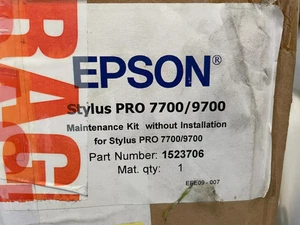 EPSON®
Stylus PRO 7700/9700
Maintenance Kit without Installation
for Stylus PRO 7700/9700
Part Number: 1523706
Mat. qty: 1